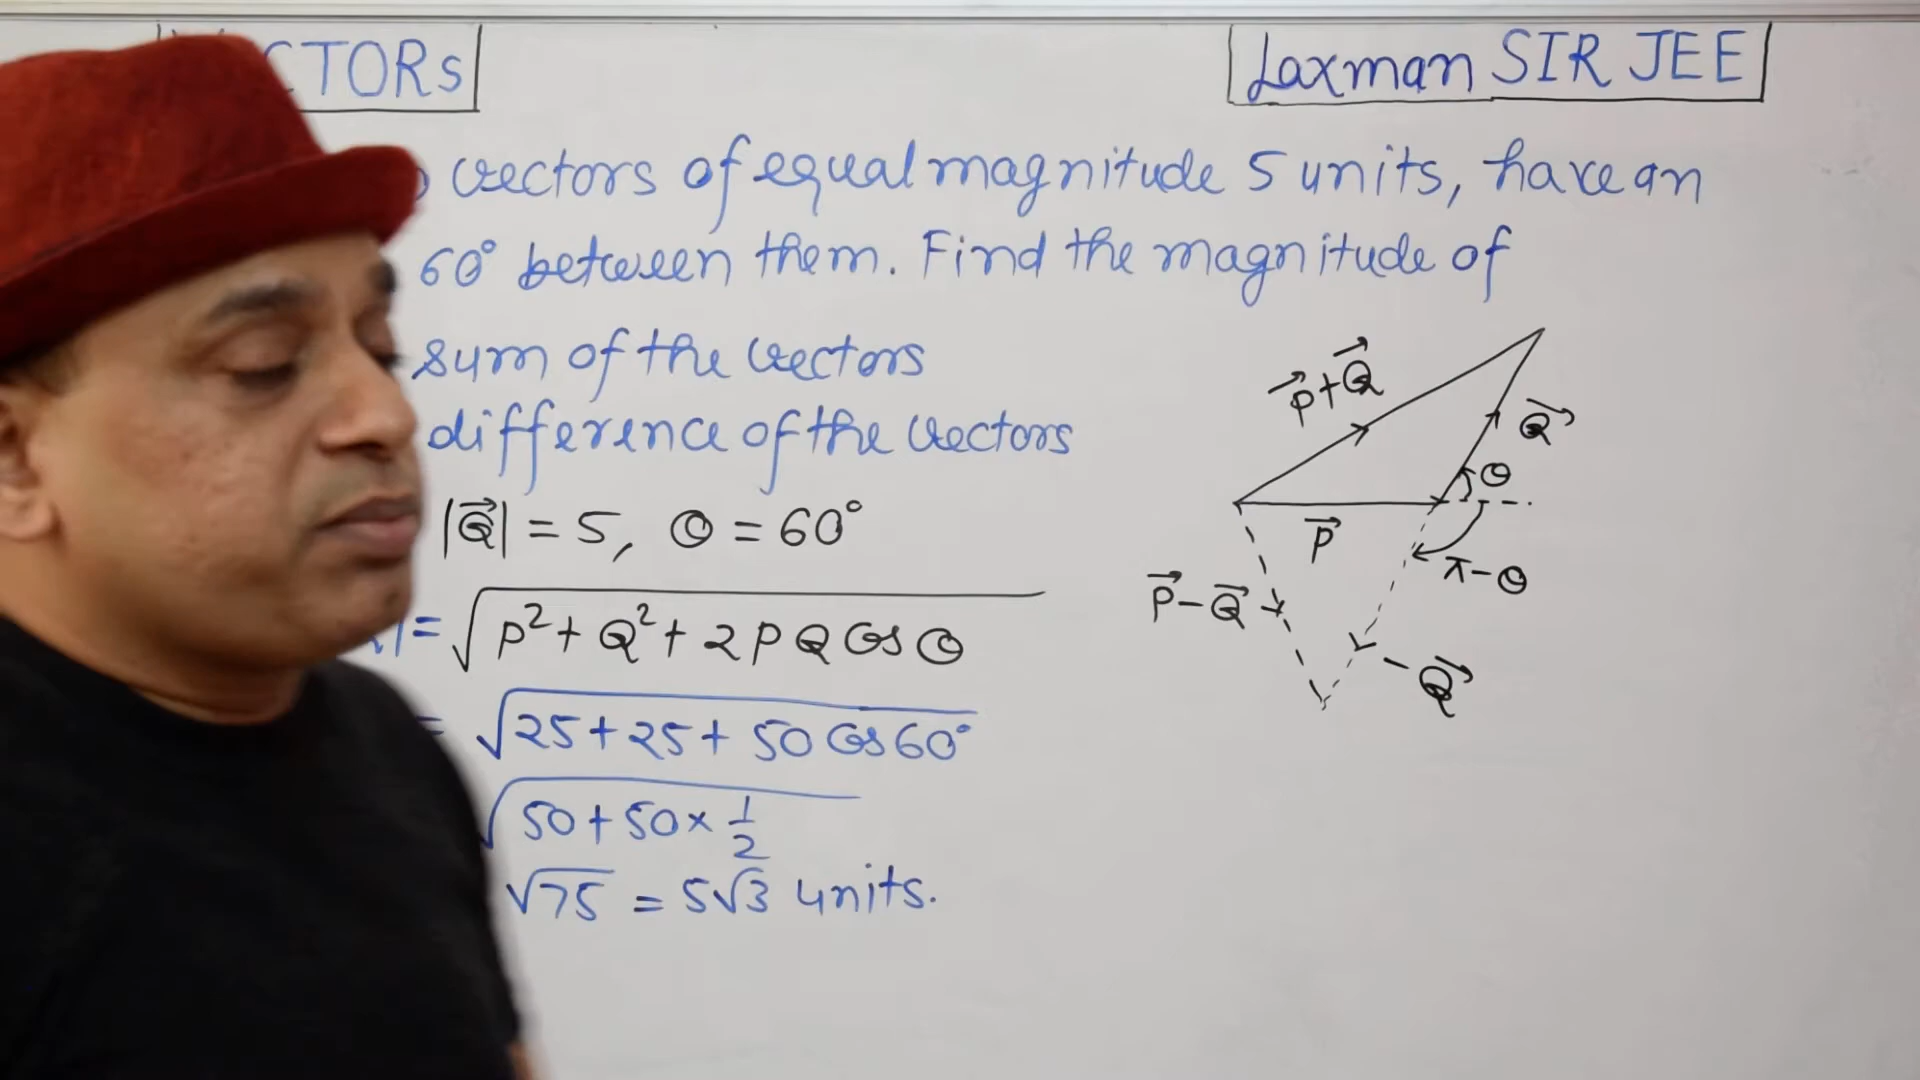 CTORs
Laxman SIR JEE
vectors of equal magnitude 5 units, have an
60° between them. Find the magnitude of
sum of the vectors
difference of the vectors
|Q⃗| = 5, θ = 60°
| = √(P² + Q² + 2PQ Cos θ)
= √(25 + 25 + 50 Cos 60°)
√(50 + 50 × 1/2)
√75 = 5√3 units.
P⃗+Q⃗
Q⃗
θ
P⃗
π-θ
P⃗-Q⃗
-Q⃗